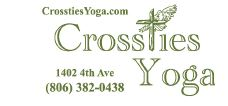 CrosstiesYoga.com
Crossties
Yoga
1402 4th Ave
(806) 382-0438